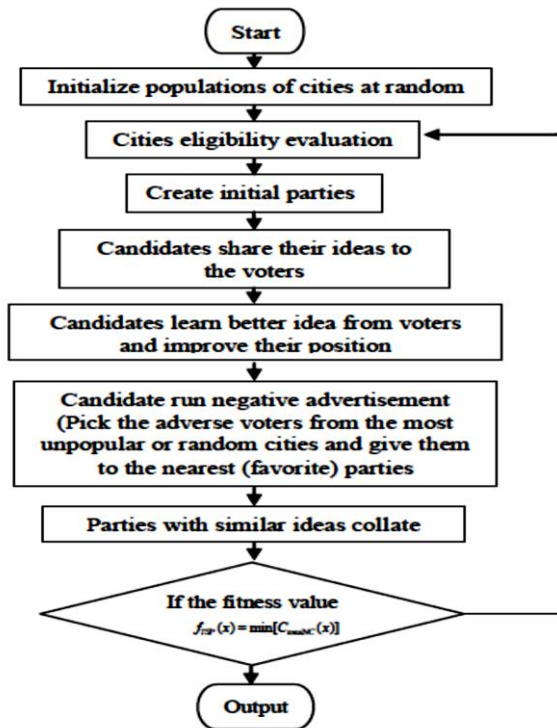 Start
Initialize populations of cities at random
Cities eligibility evaluation
Create initial parties
Candidates share their ideas to
the voters
Candidates learn better idea from voters
and improve their position
Candidate run negative advertisement
(Pick the adverse voters from the most
unpopular or random cities and give them
to the nearest (favorite) parties
Parties with similar ideas collate
If the fitness value
(x) = min[ (x)]
Output